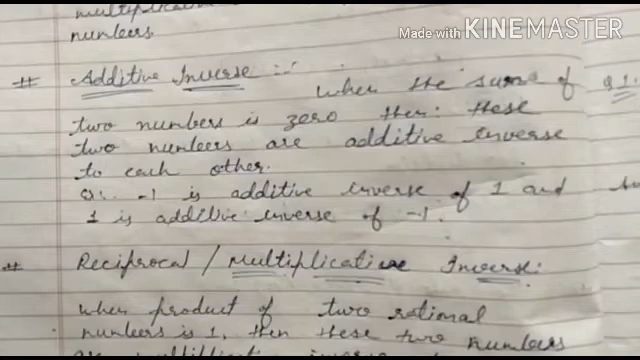 multiplicat
numbers
Made with KINEMASTER
# Additive Inverse :-
When the sum of
two numbers is zero then these
two numbers are additive inverse
to each other.
-1 is additive inverse of 1 and
1 is additive inverse of -1.
# Reciprocal / Multiplicative Inverse:
When product of two rational
numbers is 1, then these two numbers
Q1.